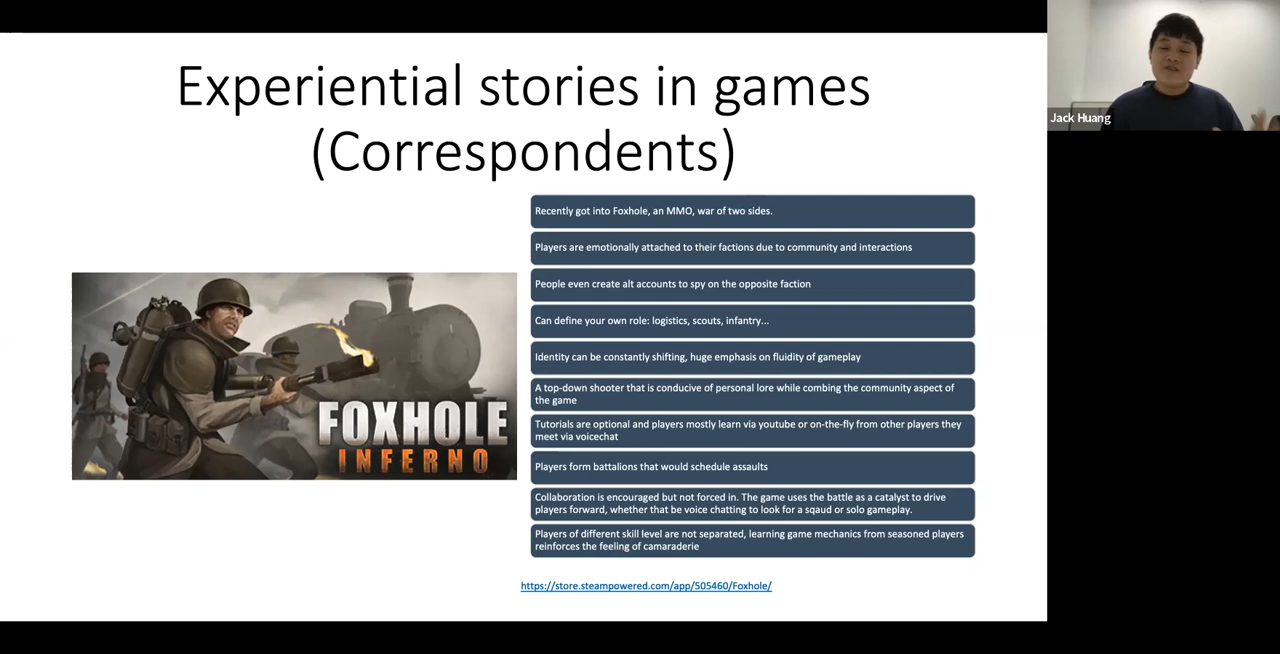 Experiential stories in games
(Correspondents)
Jack Huang
Recently got into Foxhole, an MMO, war of two sides.
Players are emotionally attached to their factions due to community and interactions
People even create alt accounts to spy on the opposite faction
Can define your own role: logistics, scouts, infantry...
Identity can be constantly shifting, huge emphasis on fluidity of gameplay
A top-down shooter that is conducive of personal lore while combing the community aspect of
the game
Tutorials are optional and players mostly learn via youtube or on-the-fly from other players they
meet via voicechat
Players form battalions that would schedule assaults
Collaboration is encouraged but not forced in. The game uses the battle as a catalyst to drive
players forward, whether that be voice chatting to look for a sqaud or solo gameplay.
Players of different skill level are not separated, learning game mechanics from seasoned players
reinforces the feeling of camaraderie
FOXHOLE
INFERNO
https://store.steampowered.com/app/505460/Foxhole/